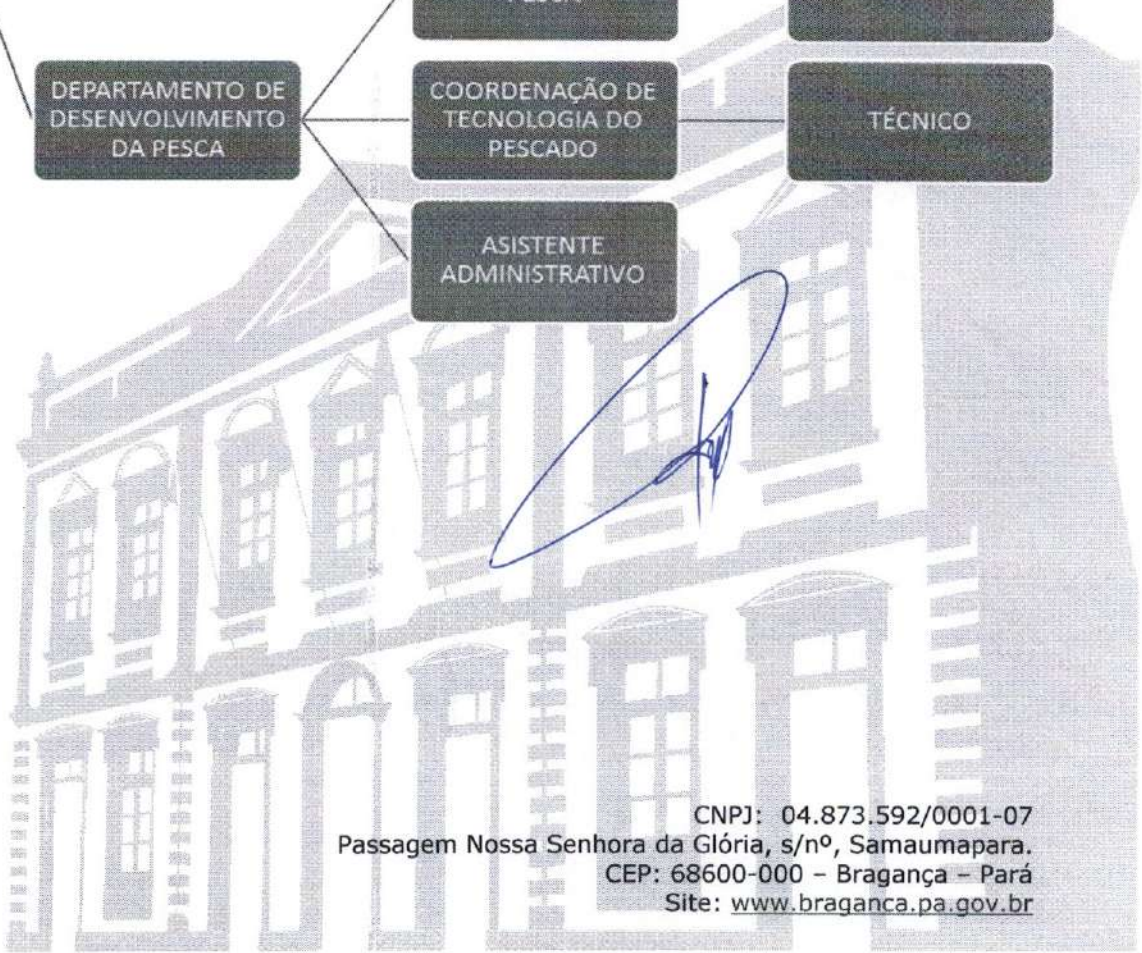 DEPARTAMENTO DE
DESENVOLVIMENTO
DA PESCA
COORDENAÇÃO DE
TECNOLOGIA DO
PESCADO
TÉCNICO
ASISTENTE
ADMINISTRATIVO
CNPJ: 04.873.592/0001-07
Passagem Nossa Senhora da Glória, s/nº, Samaumapara.
CEP: 68600-000 – Bragança – Pará
Site: www.braganca.pa.gov.br